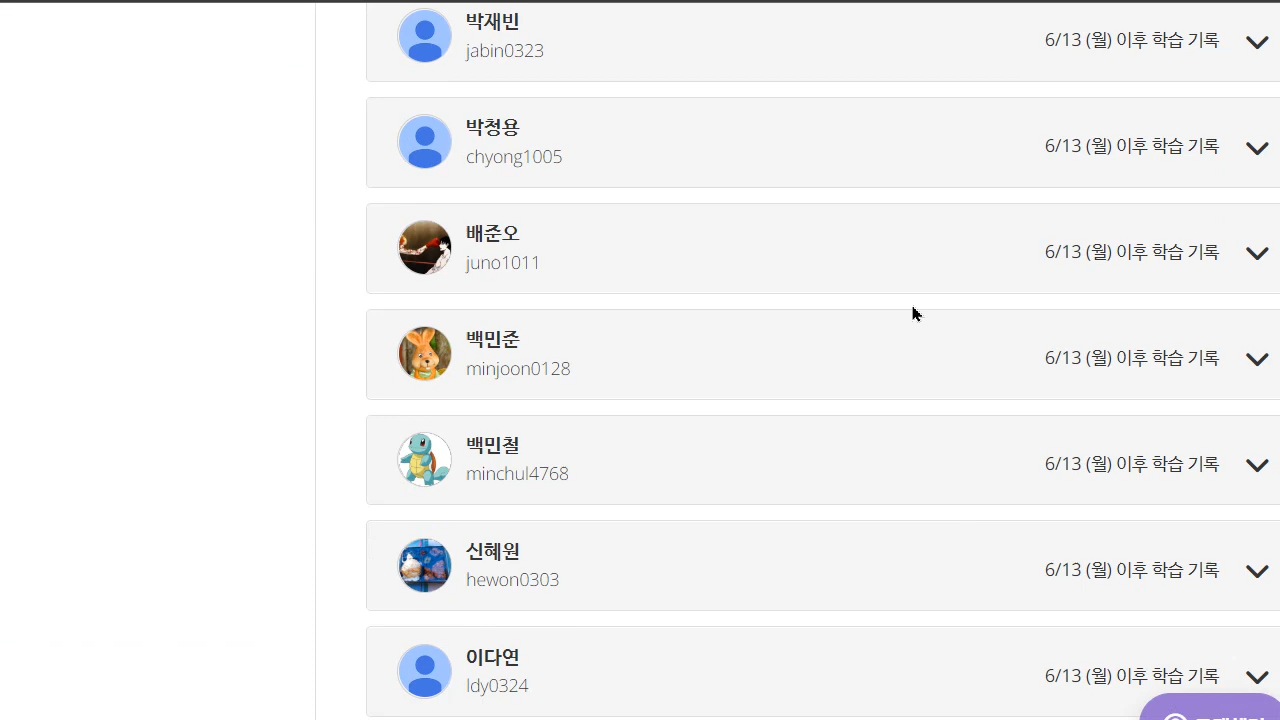 박재빈
jabin0323
6/13 (월) 이후 학습 기록
박청용
chyong1005
6/13 (월) 이후 학습 기록
배준오
juno1011
6/13 (월) 이후 학습 기록
백민준
minjoon0128
6/13 (월) 이후 학습 기록
백민철
minchul4768
6/13 (월) 이후 학습 기록
신혜원
hewon0303
6/13 (월) 이후 학습 기록
이다연
ldy0324
6/13 (월) 이후 학습 기록